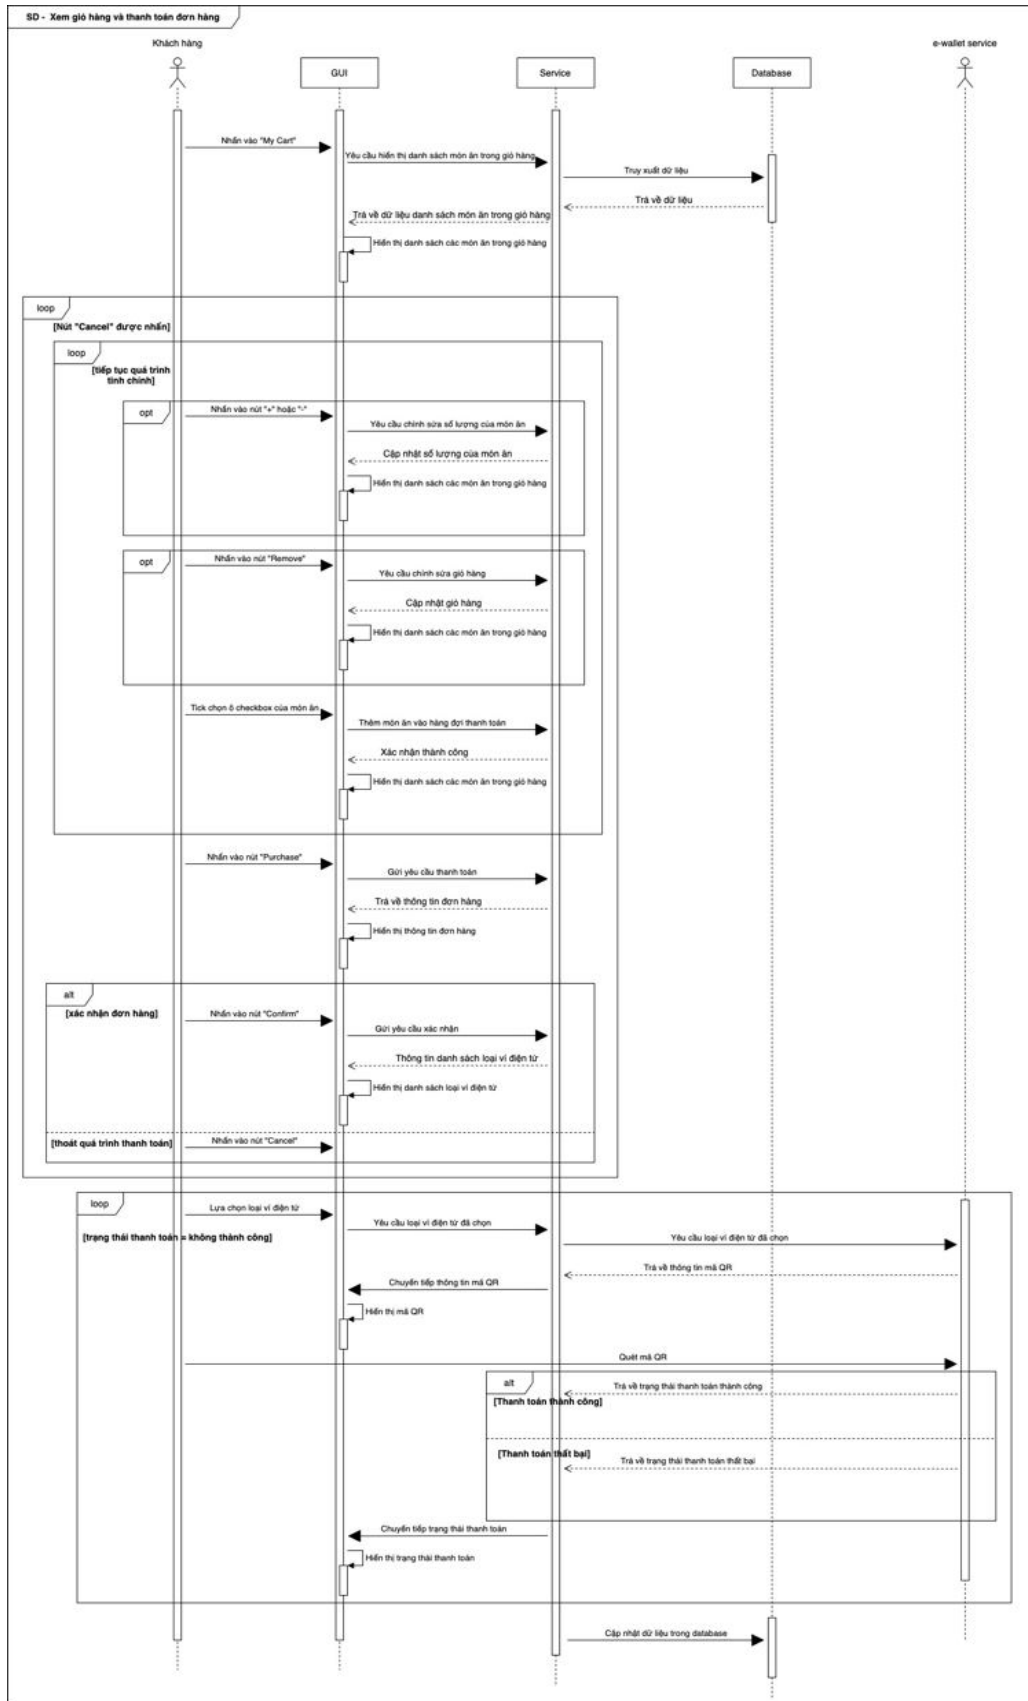 SD - Xem giỏ hàng và thanh toán đơn hàng
Khách hàng
GUI
Service
Database
e-wallet service
Nhấn vào "My Cart"
Yêu cầu hiển thị danh sách món ăn trong giỏ hàng
Truy xuất dữ liệu
Trả về dữ liệu
Trả về dữ liệu danh sách món ăn trong giỏ hàng
Hiển thị danh sách các món ăn trong giỏ hàng
loop
[Nút "Cancel" được nhấn]
loop
[tiếp tục quá trình
tinh chỉnh]
opt
Nhấn vào nút "+" hoặc "-"
Yêu cầu chỉnh sửa số lượng của món ăn
Cập nhật số lượng của món ăn
Hiển thị danh sách các món ăn trong giỏ hàng
opt
Nhấn vào nút "Remove"
Yêu cầu chỉnh sửa giỏ hàng
Cập nhật giỏ hàng
Hiển thị danh sách các món ăn trong giỏ hàng
Tick chọn ô checkbox của món ăn
Thêm món ăn vào hàng đợi thanh toán
Xác nhận thành công
Hiển thị danh sách các món ăn trong giỏ hàng
Nhấn vào nút "Purchase"
Gửi yêu cầu thanh toán
Trả về thông tin đơn hàng
Hiển thị thông tin đơn hàng
alt
[xác nhận đơn hàng]
Nhấn vào nút "Confirm"
Gửi yêu cầu xác nhận
Thông tin danh sách loại ví điện tử
Hiển thị danh sách loại ví điện tử
[thoát quá trình thanh toán]
Nhấn vào nút "Cancel"
loop
Lựa chọn loại ví điện tử
[trạng thái thanh toán = không thành công]
Yêu cầu loại ví điện tử đã chọn
Yêu cầu loại ví điện tử đã chọn
Trả về thông tin mã QR
Chuyển tiếp thông tin mã QR
Hiển thị mã QR
Quét mã QR
alt
Trả về trạng thái thanh toán thành công
[Thanh toán thành công]
[Thanh toán thất bại]
Trả về trạng thái thanh toán thất bại
Chuyển tiếp trạng thái thanh toán
Hiển thị trạng thái thanh toán
Cập nhật dữ liệu trong database